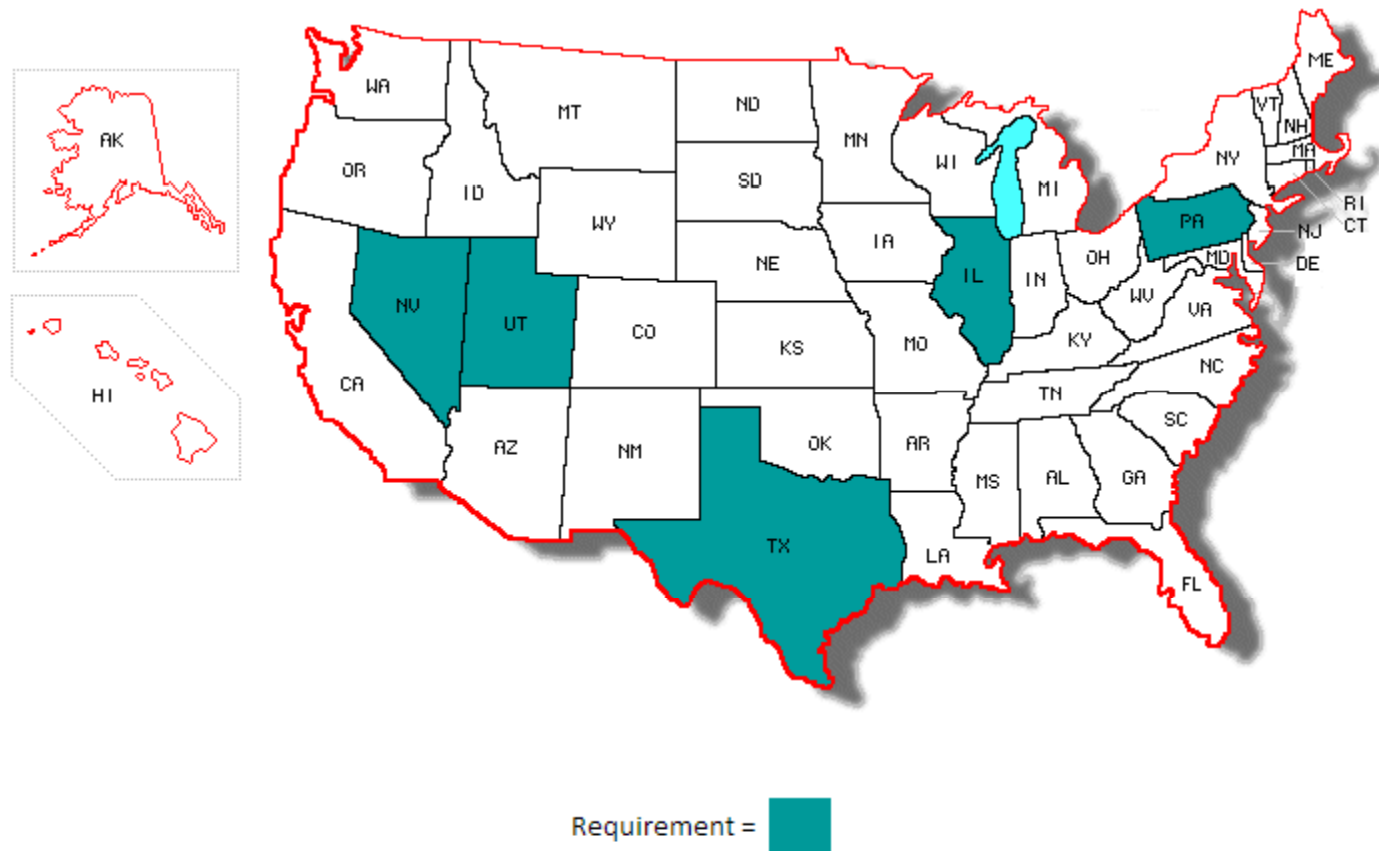 ME
WA
VT
ND
MT
NH
AK
MN
MA
OR
WI
NY
SD
ID
MI
WY
RI
PA
CT
NJ
IA
OH
MD
DE
NE
IL
IN
NV
WV
UT
VA
CO
MO
KY
KS
CA
NC
HI
TN
SC
OK
AR
AZ
NM
GA
MS
AL
TX
LA
FL
Requirement =